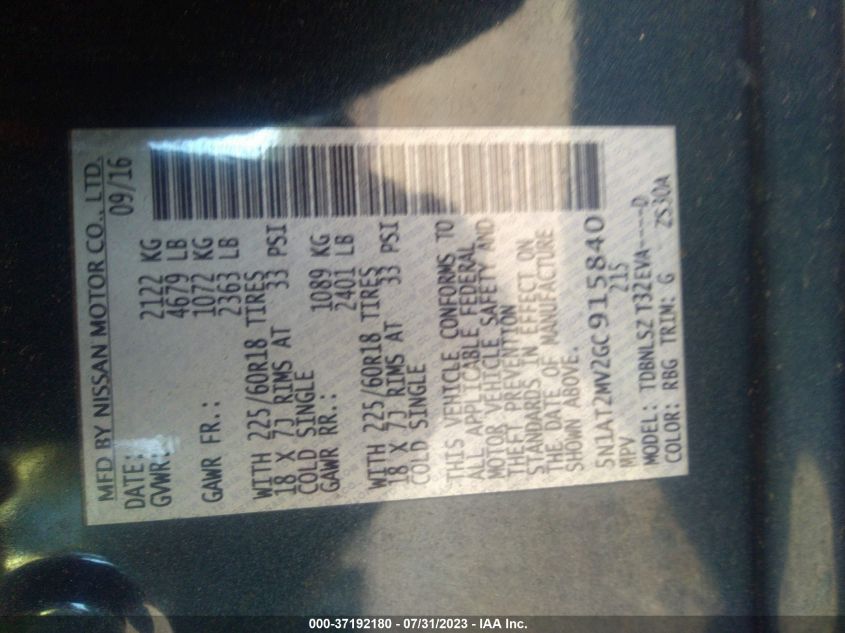 MFD BY NISSAN MOTOR CO., LTD.
DATE: 09/16
GVWR: 2122 KG
4679 LB
GAWR FR.: 1072 KG
2363 LB
WITH 225/60R18 TIRES
18 X 7J RIMS AT 33 PSI
COLD SINGLE
GAWR RR.: 1089 KG
2401 LB
WITH 225/60R18 TIRES
18 X 7J RIMS AT 33 PSI
COLD SINGLE
THIS VEHICLE CONFORMS TO
ALL APPLICABLE FEDERAL
MOTOR VEHICLE SAFETY AND
THEFT PREVENTION
STANDARDS IN EFFECT ON
THE DATE OF MANUFACTURE
SHOWN ABOVE.
5N1AT2MV2GC915840
MPV 215
MODEL: TDBNLSZ T32EVA-----D
COLOR: RBG TRIM: G ZS30A
000-37192180 - 07/31/2023 - IAA Inc.